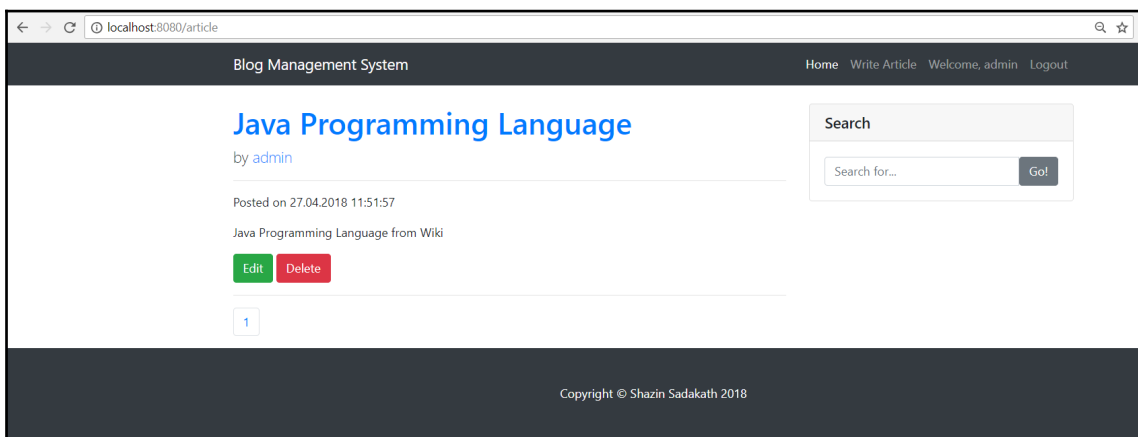 localhost:8080/article
Blog Management System
Home Write Article Welcome, admin Logout
Java Programming Language
by admin
Posted on 27.04.2018 11:51:57
Java Programming Language from Wiki
Edit Delete
1
Search
Search for... Go!
Copyright © Shazin Sadakath 2018